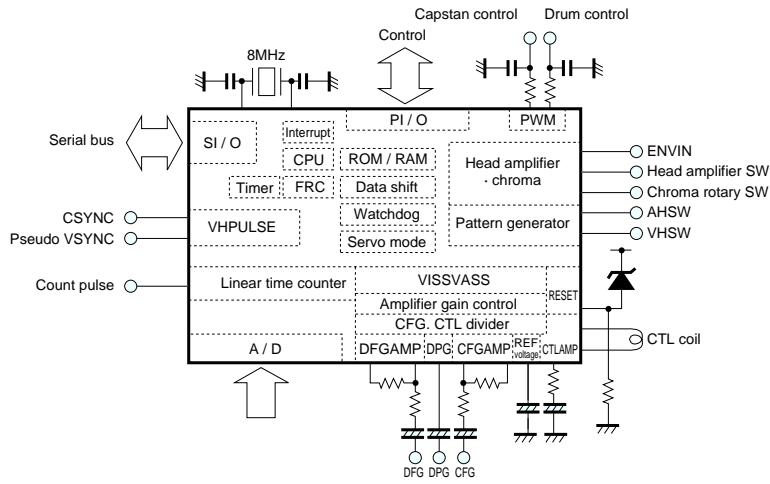 Capstan control
Drum control
Control
8MHz
PI / O
PWM
SI / O
Interrupt
Serial bus
CPU
ROM / RAM
Head amplifier
· chroma
ENVIN
Head amplifier SW
Chroma rotary SW
Timer
FRC
Data shift
CSYNC
VHPULSE
Watchdog
Pattern generator
AHSW
Pseudo VSYNC
Servo mode
VHSW
Count pulse
Linear time counter
VISSVASS
RESET
Amplifier gain control
CFG. CTL divider
A / D
DFGAMP
DPG
CFGAMP
REF
voltage
CTLAMP
CTL coil
DFG
DPG
CFG